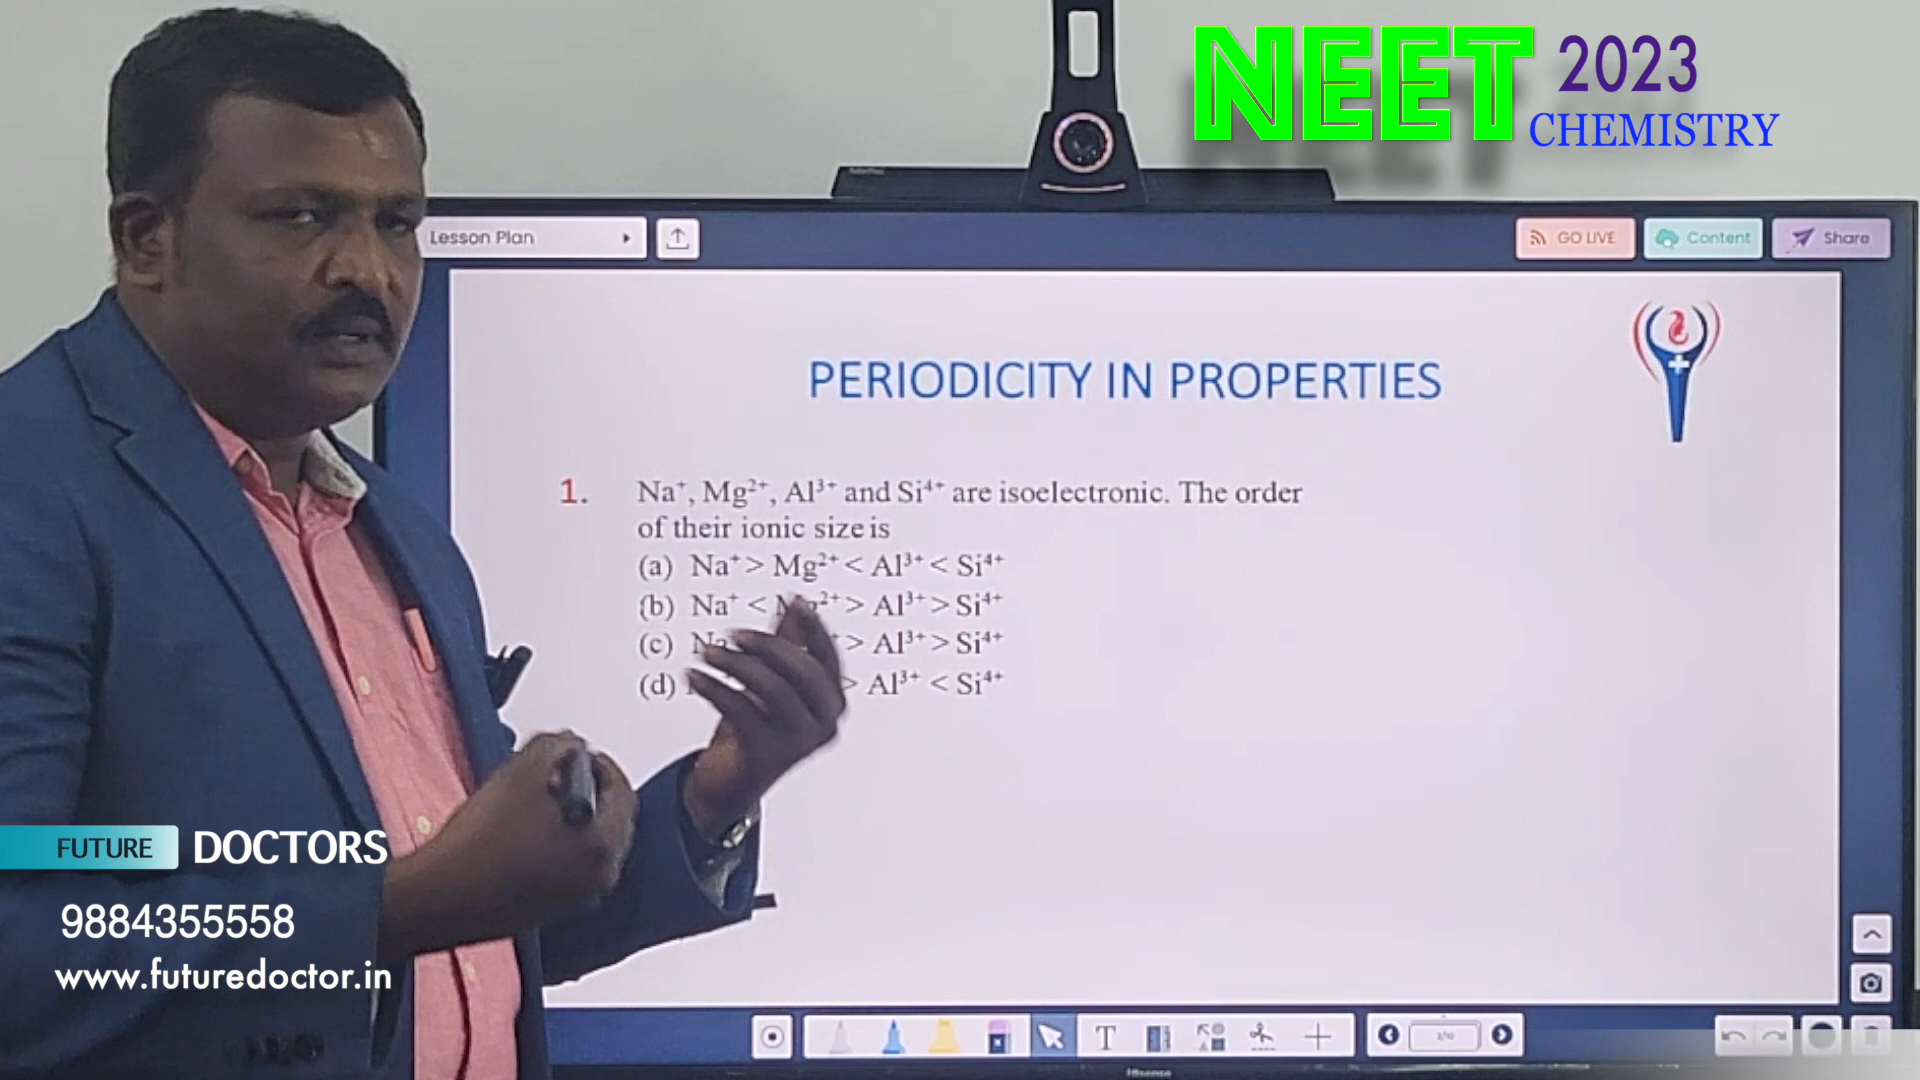 NEET 2023
CHEMISTRY
Lesson Plan
GO LIVE
Content
Share
PERIODICITY IN PROPERTIES
1. Na⁺, Mg²⁺, Al³⁺ and Si⁴⁺ are isoelectronic. The order
of their ionic size is
(a) Na⁺ > Mg²⁺ < Al³⁺ < Si⁴⁺
(b) Na⁺ < Mg²⁺ > Al³⁺ > Si⁴⁺
(c) > Al³⁺ > Si⁴⁺
(d) > Al³⁺ < Si⁴⁺
FUTURE DOCTORS
9884355558
www.futuredoctor.in
T
Hisense